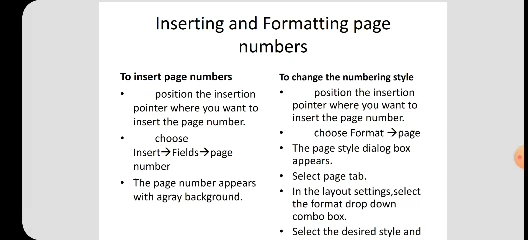 Inserting and Formatting page
numbers
To insert page numbers
• position the insertion
pointer where you want to
insert the page number.
• choose
Insert→Fields→page
number
• The page number appears
with agray background.
To change the numbering style
• position the insertion
pointer where you want to
insert the page number.
• choose Format →page
• The page style dialog box
appears.
• Select page tab.
• In the layout settings,select
the format drop down
combo box.
• Select the desired style and